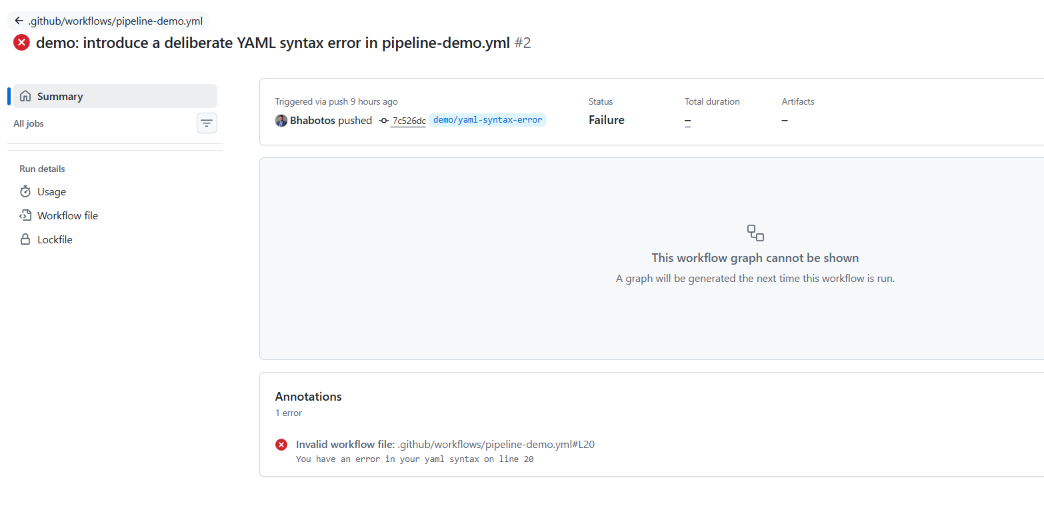 .github/workflows/pipeline-demo.yml
demo: introduce a deliberate YAML syntax error in pipeline-demo.yml #2
Summary
All jobs
Run details
Usage
Workflow file
Lockfile
Triggered via push 9 hours ago
Bhabotos pushed 7c526dc demo/yaml-syntax-error
Status
Failure
Total duration
–
Artifacts
–
This workflow graph cannot be shown
A graph will be generated the next time this workflow is run.
Annotations
1 error
Invalid workflow file: .github/workflows/pipeline-demo.yml#L20
You have an error in your yaml syntax on line 20